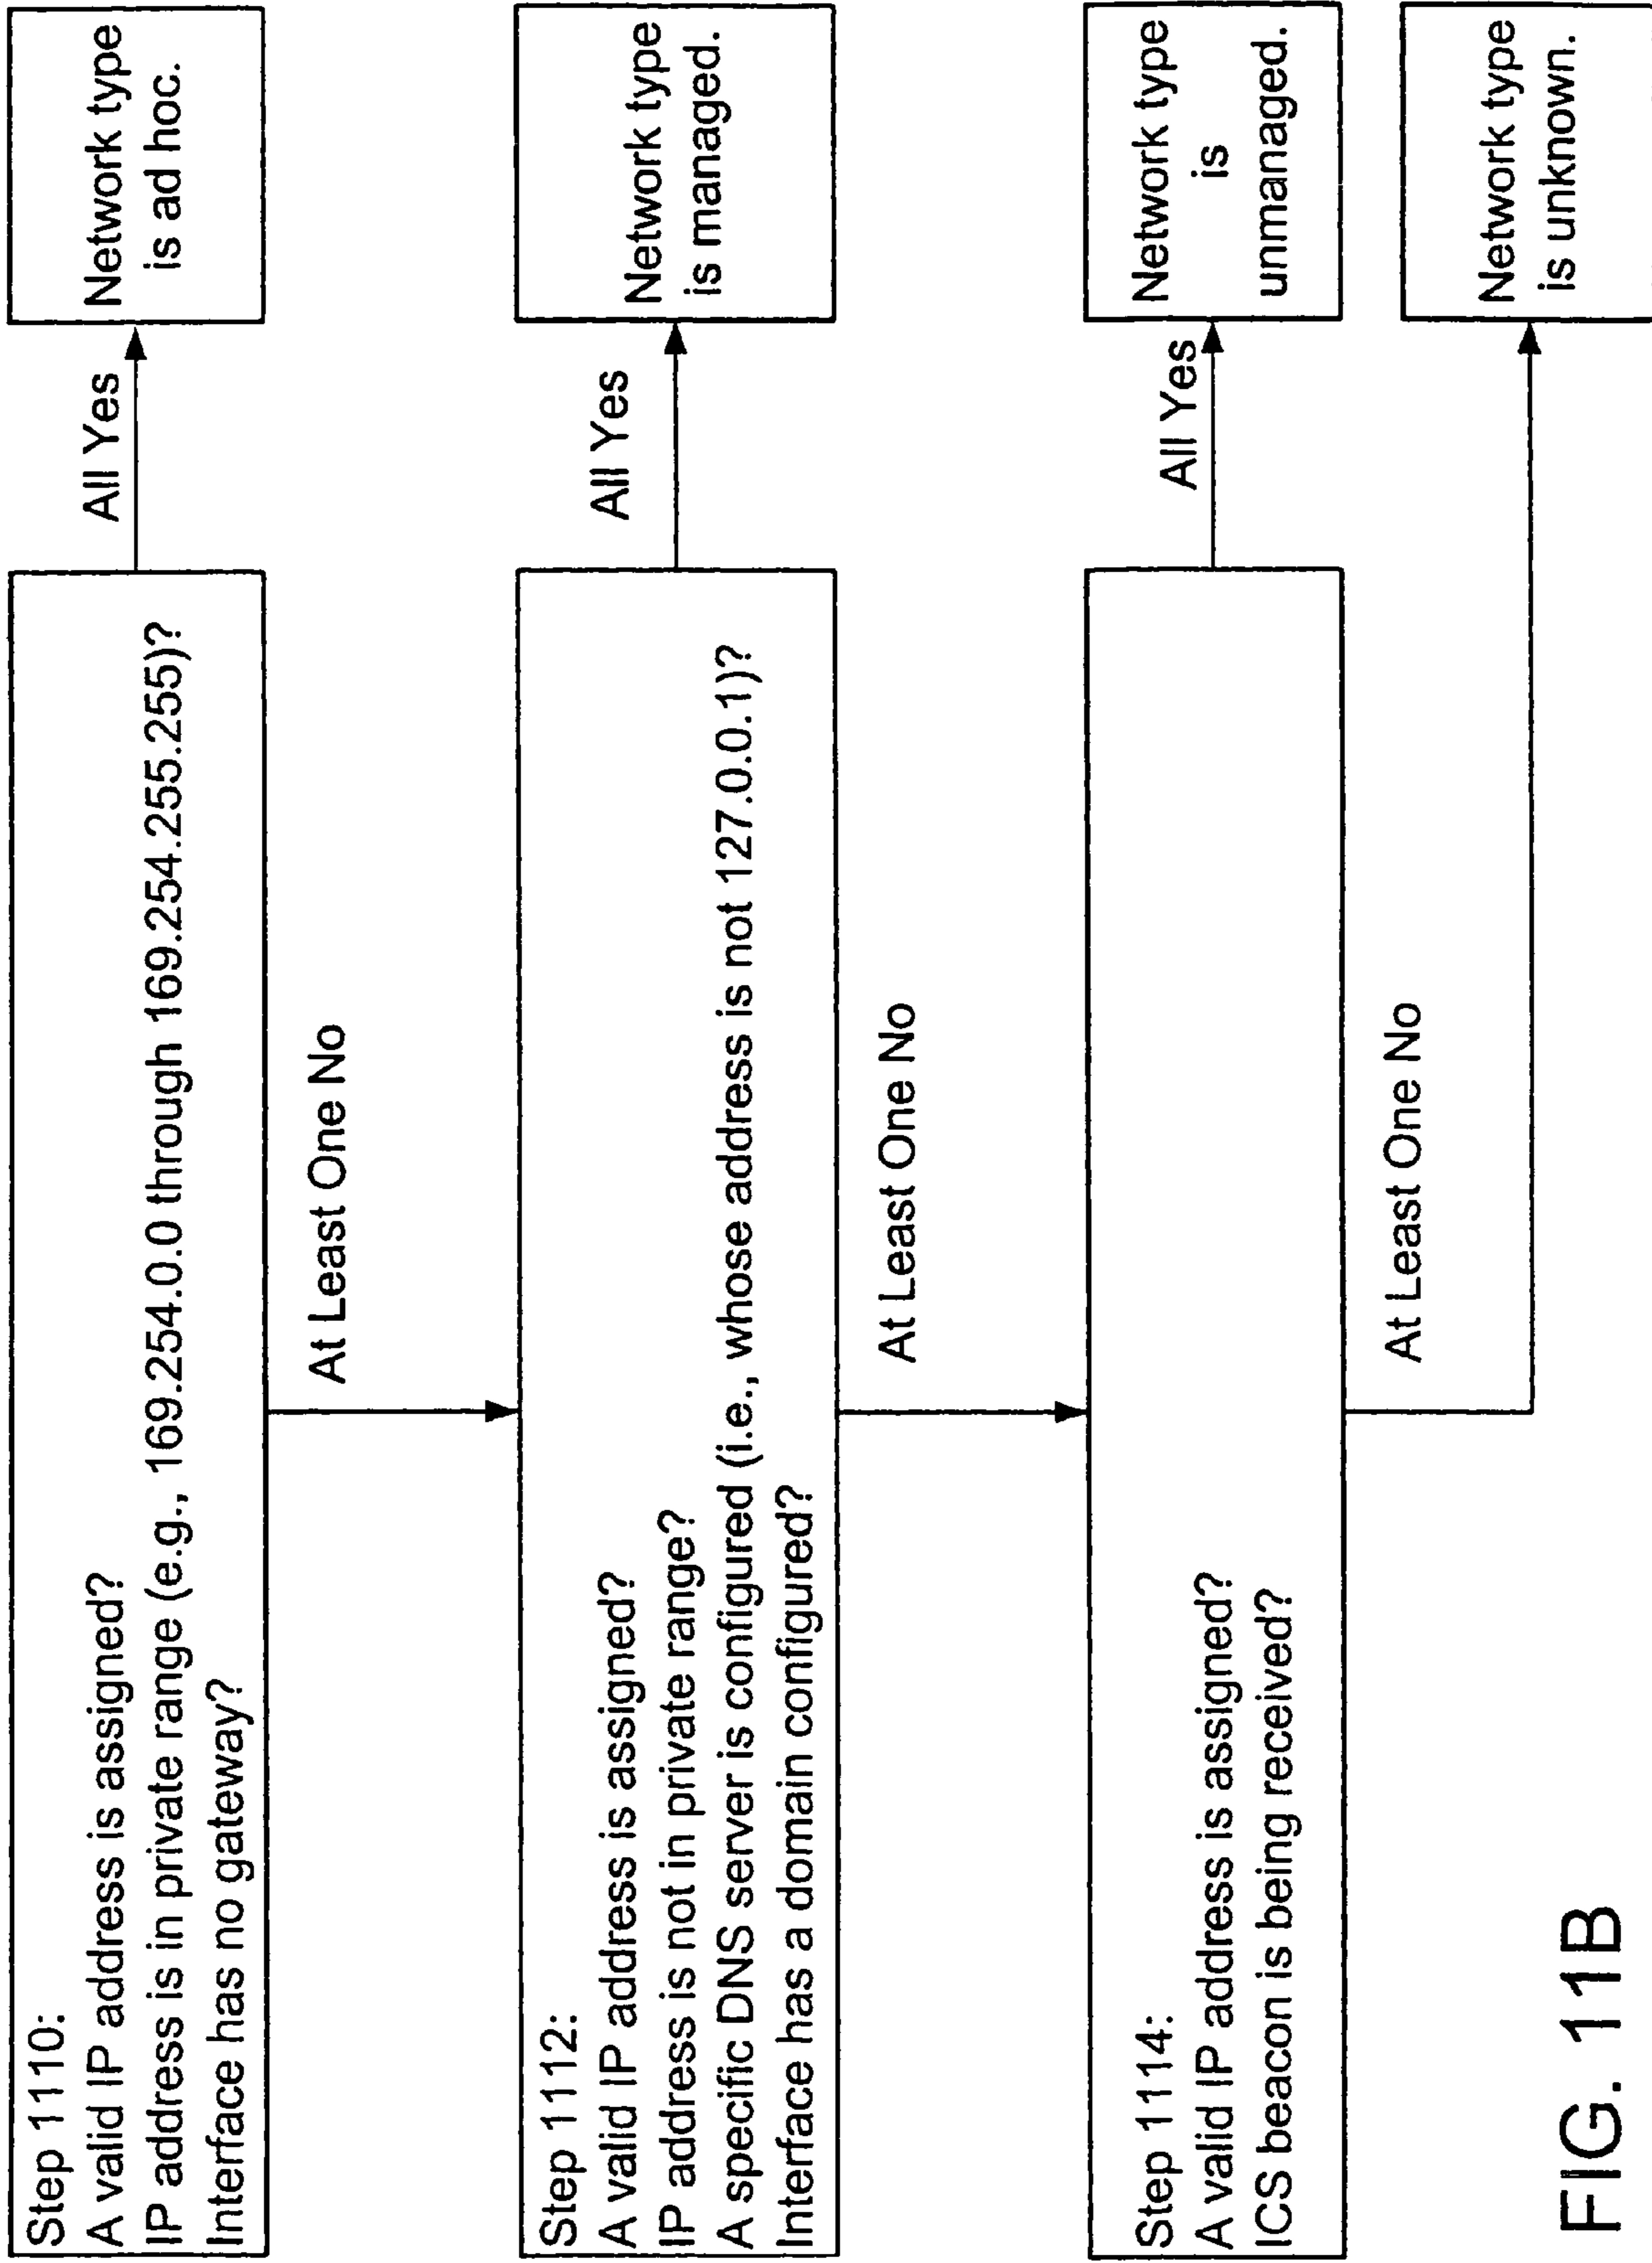 Step 1110:
A valid IP address is assigned?
IP address is in private range (e.g., 169.254.0.0 through 169.254.255.255)?
Interface has no gateway?
All Yes
Network type
is ad hoc.
At Least One No
Step 1112:
A valid IP address is assigned?
IP address is not in private range?
A specific DNS server is configured (i.e., whose address is not 127.0.0.1)?
Interface has a domain configured?
All Yes
Network type
is managed.
At Least One No
Step 1114:
A valid IP address is assigned?
ICS beacon is being received?
All Yes
Network type
is
unmanaged.
At Least One No
Network type
is unknown.
FIG. 11B